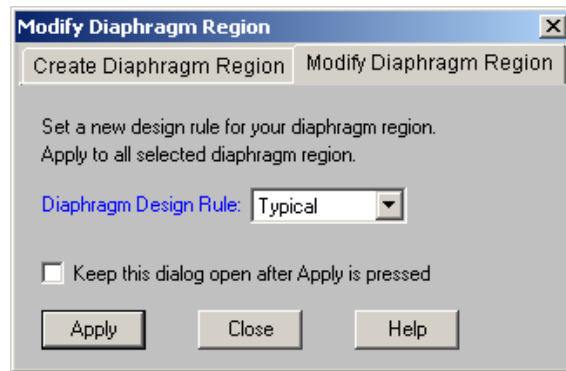 Modify Diaphragm Region
Create Diaphragm Region Modify Diaphragm Region
Set a new design rule for your diaphragm region.
Apply to all selected diaphragm region.
Diaphragm Design Rule: Typical
Keep this dialog open after Apply is pressed
Apply Close Help